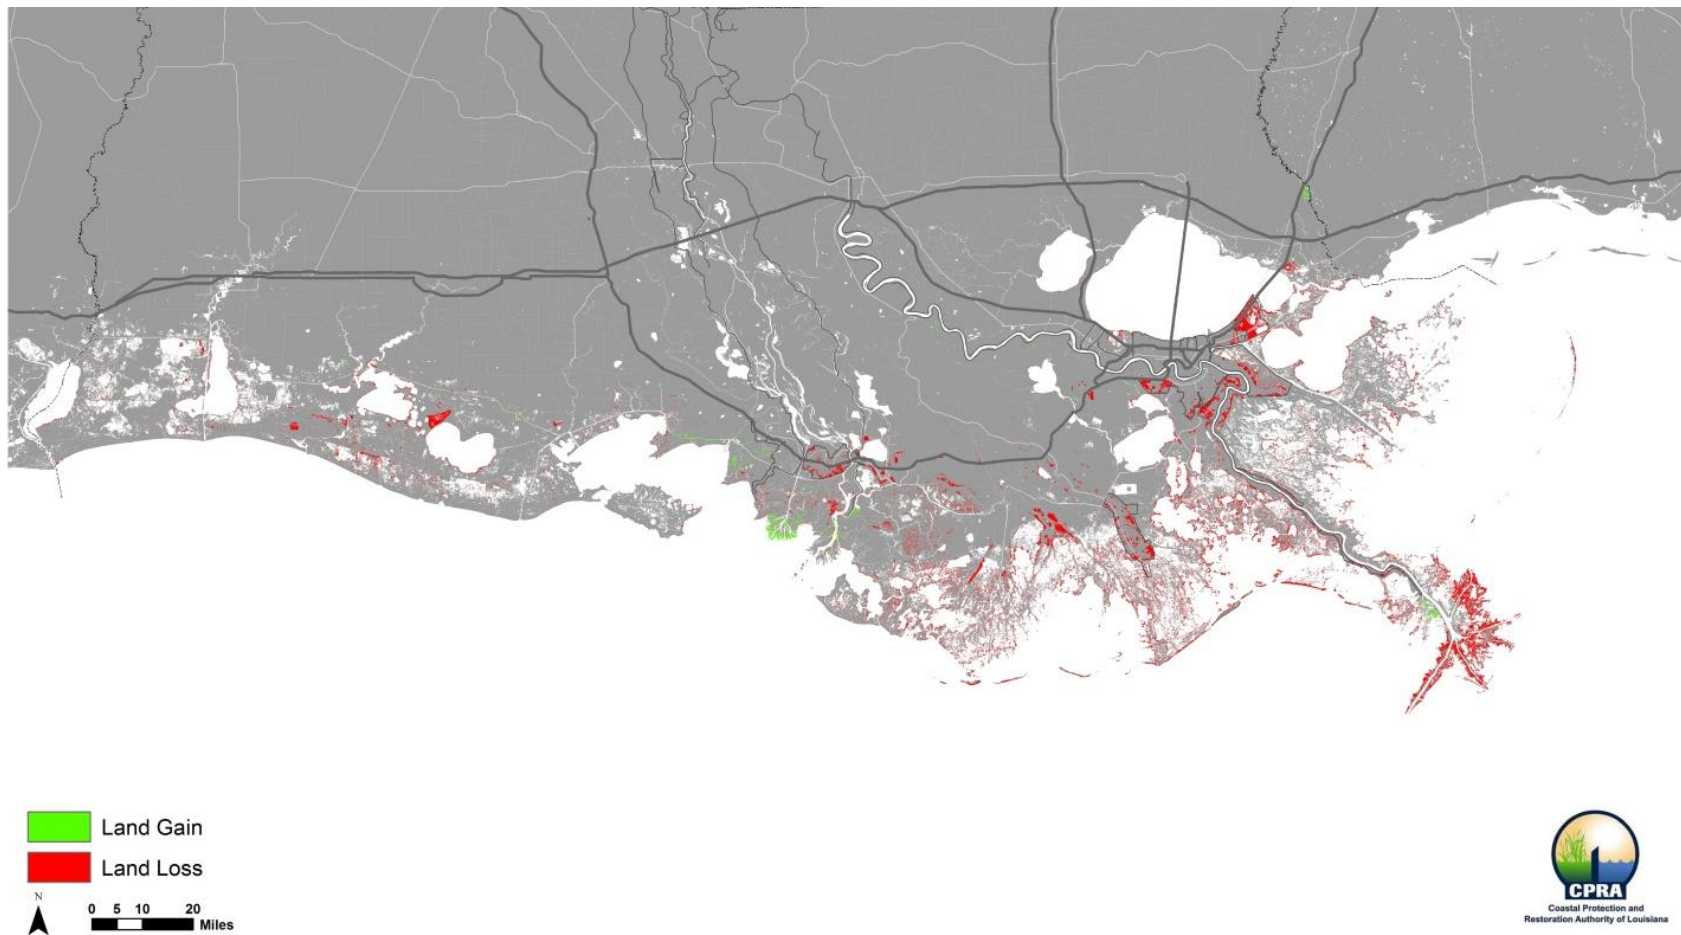 Land Gain
Land Loss
N
0 5 10 20
Miles
CPRA
Coastal Protection and
Restoration Authority of Louisiana